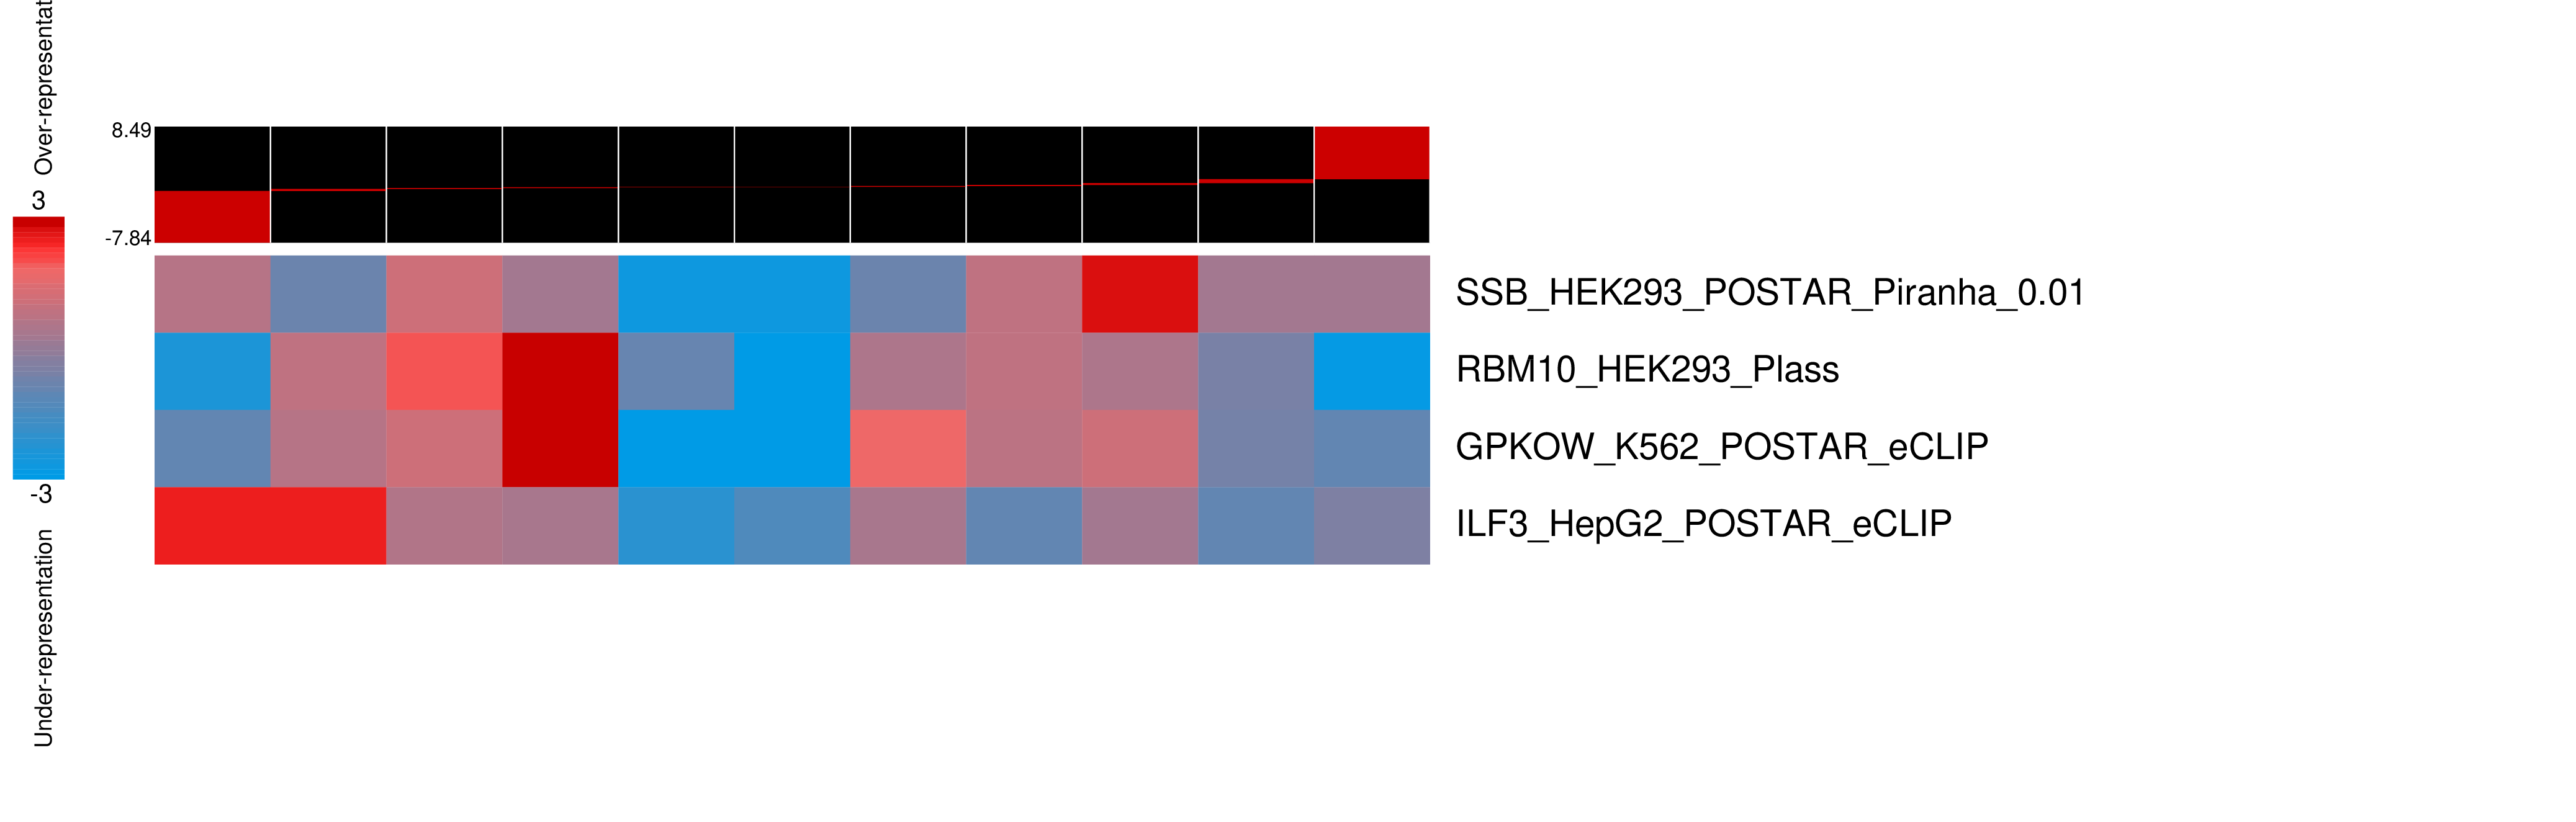 Over-representat
8.49
-7.84
3
-3
Under-representation
SSB_HEK293_POSTAR_Piranha_0.01
RBM10_HEK293_Plass
GPKOW_K562_POSTAR_eCLIP
ILF3_HepG2_POSTAR_eCLIP